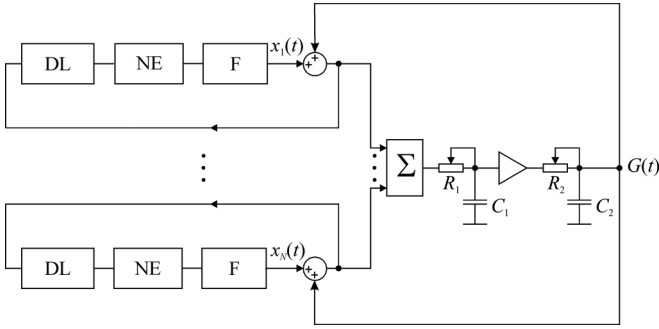 x1(t)
DL NE F
+ +
Σ
R1 R2 G(t)
C1 C2
xN(t)
DL NE F
+ +